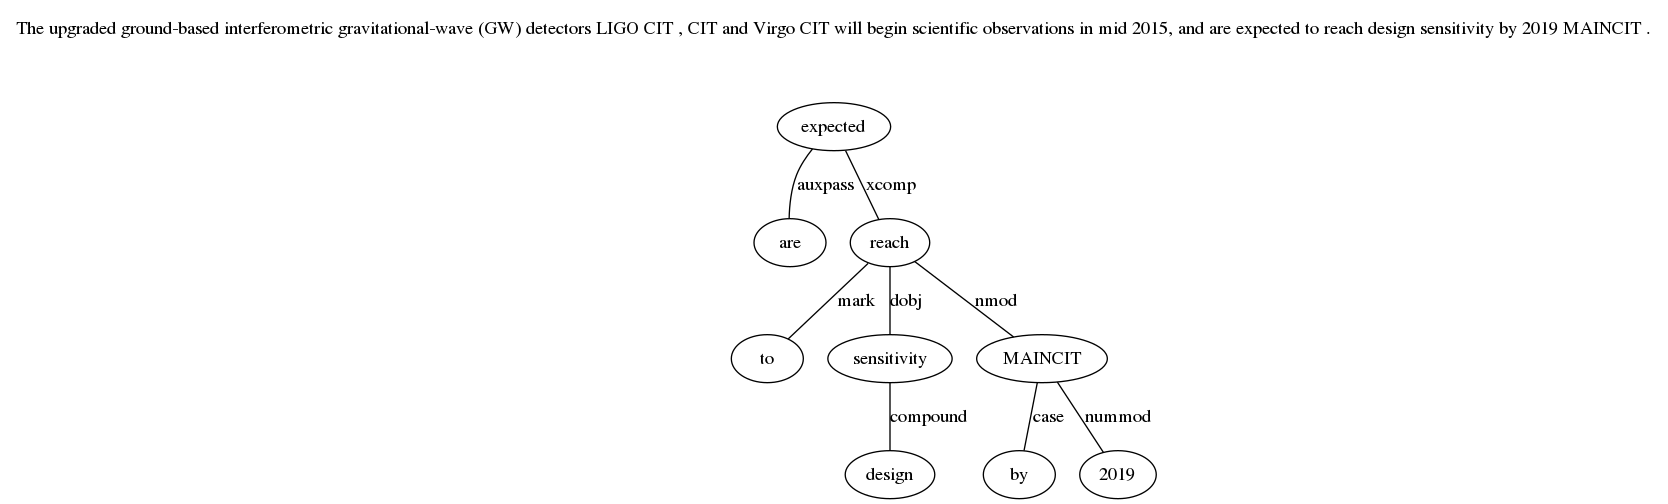 The upgraded ground-based interferometric gravitational-wave (GW) detectors LIGO CIT , CIT and Virgo CIT will begin scientific observations in mid 2015, and are expected to reach design sensitivity by 2019 MAINCIT .
expected
auxpass xcomp
are reach
mark dobj nmod
to sensitivity MAINCIT
compound case nummod
design by 2019